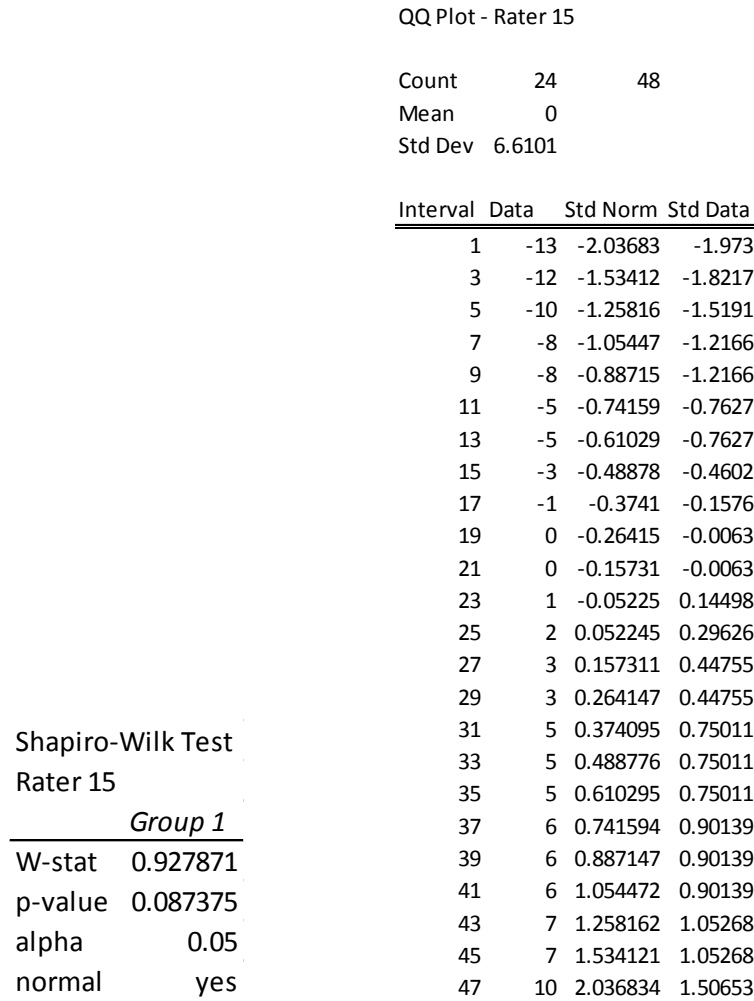 QQ Plot - Rater 15
Count 24 48
Mean 0
Std Dev 6.6101
Interval Data Std Norm Std Data
1 -13 -2.03683 -1.973
3 -12 -1.53412 -1.8217
5 -10 -1.25816 -1.5191
7 -8 -1.05447 -1.2166
9 -8 -0.88715 -1.2166
11 -5 -0.74159 -0.7627
13 -5 -0.61029 -0.7627
15 -3 -0.48878 -0.4602
17 -1 -0.3741 -0.1576
19 0 -0.26415 -0.0063
21 0 -0.15731 -0.0063
23 1 -0.05225 0.14498
25 2 0.052245 0.29626
27 3 0.157311 0.44755
29 3 0.264147 0.44755
31 5 0.374095 0.75011
33 5 0.488776 0.75011
35 5 0.610295 0.75011
37 6 0.741594 0.90139
39 6 0.887147 0.90139
41 6 1.054472 0.90139
43 7 1.258162 1.05268
45 7 1.534121 1.05268
47 10 2.036834 1.50653
Shapiro-Wilk Test
Rater 15
Group 1
W-stat 0.927871
p-value 0.087375
alpha 0.05
normal yes